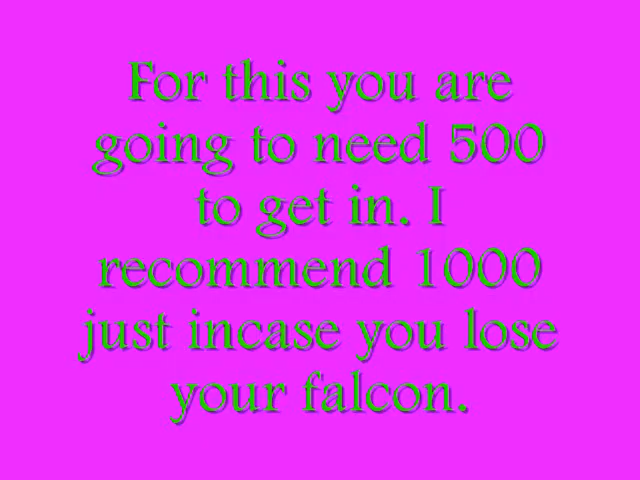 For this you are
going to need 500
to get in. I
recommend 1000
just incase you lose
your falcon.